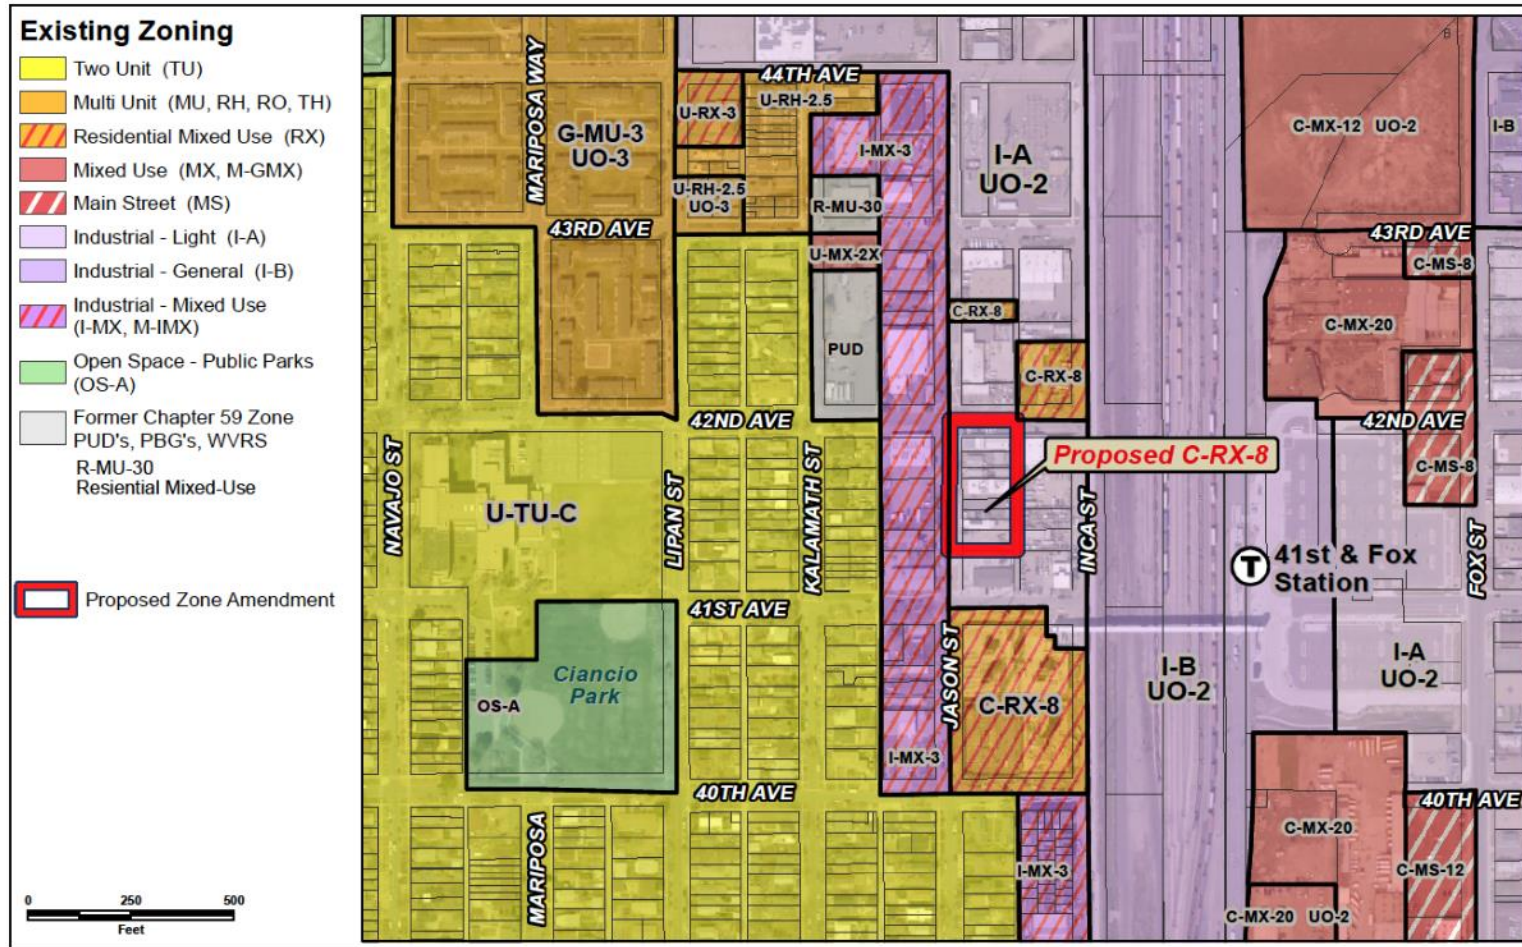 Existing Zoning
Two Unit (TU)
Multi Unit (MU, RH, RO, TH)
Residential Mixed Use (RX)
Mixed Use (MX, M-GMX)
Main Street (MS)
Industrial - Light (I-A)
Industrial - General (I-B)
Industrial - Mixed Use
(I-MX, M-IMX)
Open Space - Public Parks
(OS-A)
Former Chapter 59 Zone
PUD's, PBG's, WVRS
R-MU-30
Resiential Mixed-Use
Proposed Zone Amendment
0 250 500
Feet
MARIPOSA WAY
44TH AVE
U-RX-3
U-RH-2.5
G-MU-3
UO-3
I-MX-3
I-A
UO-2
C-MX-12 UO-2
B
I-B
U-RH-2.5
UO-3
R-MU-30
43RD AVE
43RD AVE
U-MX-2X
C-MS-8
C-RX-8
C-MX-20
PUD
C-RX-8
42ND AVE
42ND AVE
Proposed C-RX-8
C-MS-8
NAVAJO ST
U-TU-C
LIPAN ST
KALAMATH ST
INCA ST
41st & Fox
Station
T
FOX ST
41ST AVE
JASON ST
Ciancio
Park
OS-A
I-B
UO-2
I-A
UO-2
C-RX-8
I-MX-3
40TH AVE
40TH AVE
MARIPOSA
C-MX-20
I-MX-3
C-MS-12
C-MX-20 UO-2